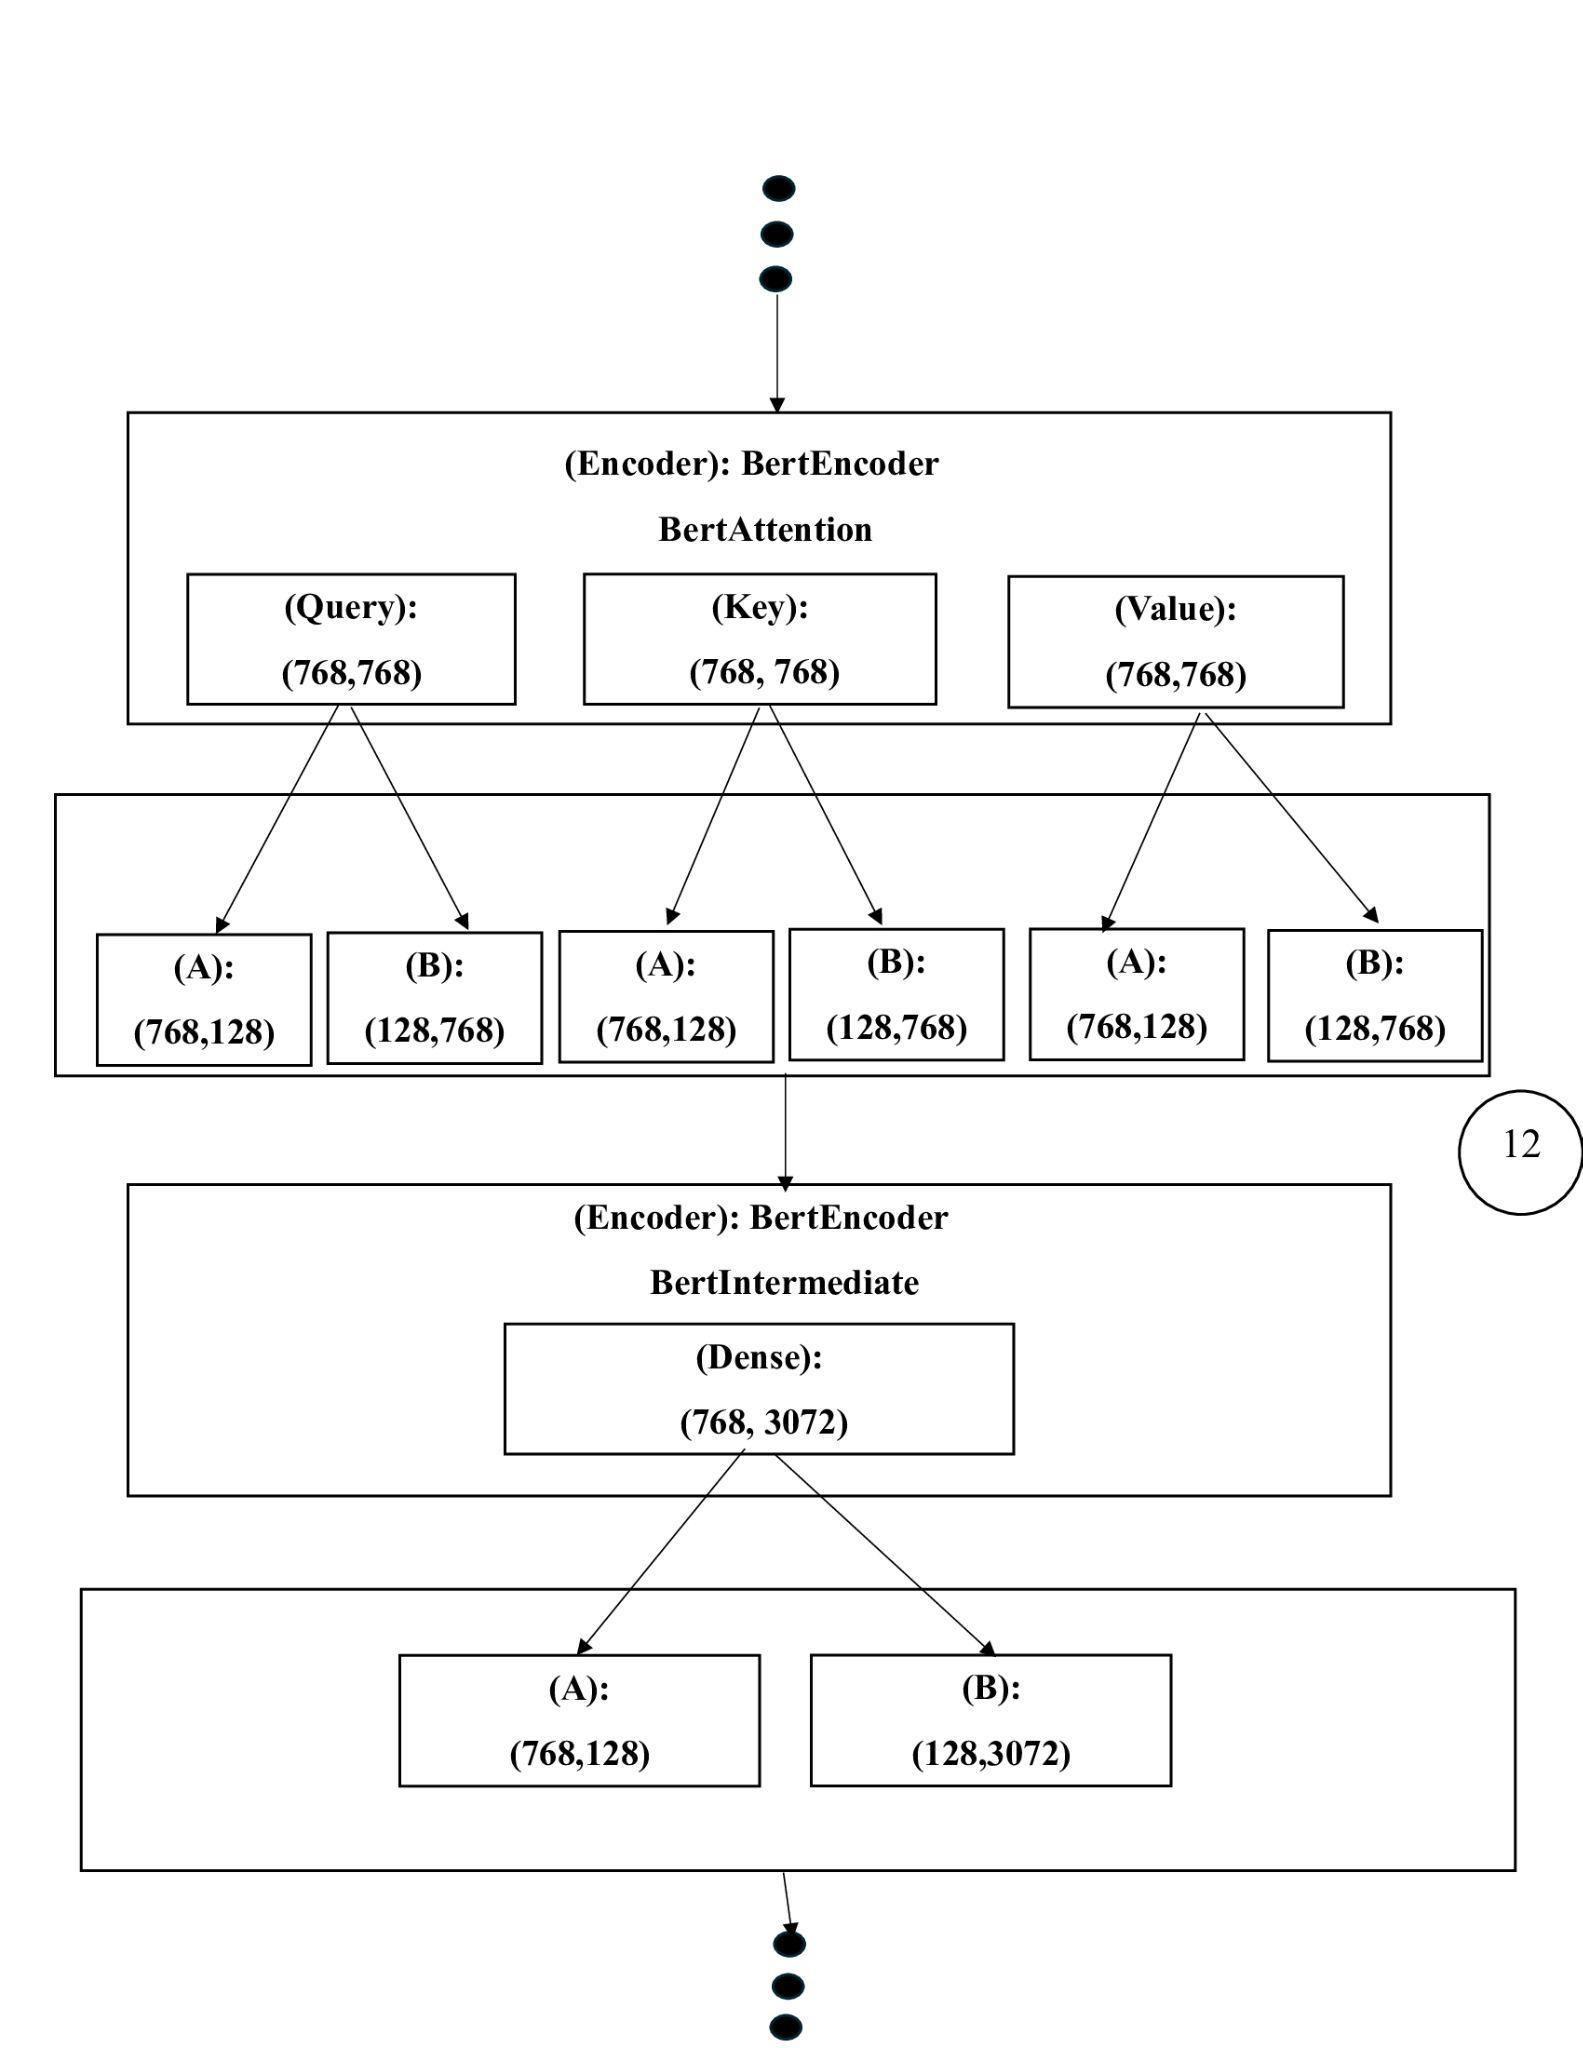 (Encoder): BertEncoder
BertAttention
(Query):
(768,768)
(Key):
(768, 768)
(Value):
(768,768)
(A):
(768,128)
(B):
(128,768)
(A):
(768,128)
(B):
(128,768)
(A):
(768,128)
(B):
(128,768)
12
(Encoder): BertEncoder
BertIntermediate
(Dense):
(768, 3072)
(A):
(768,128)
(B):
(128,3072)